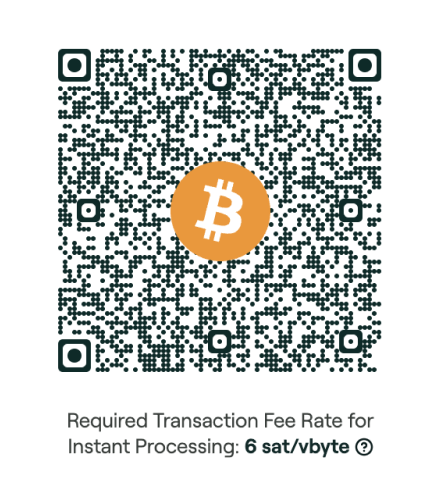 Required Transaction Fee Rate for
Instant Processing: 6 sat/vbyte